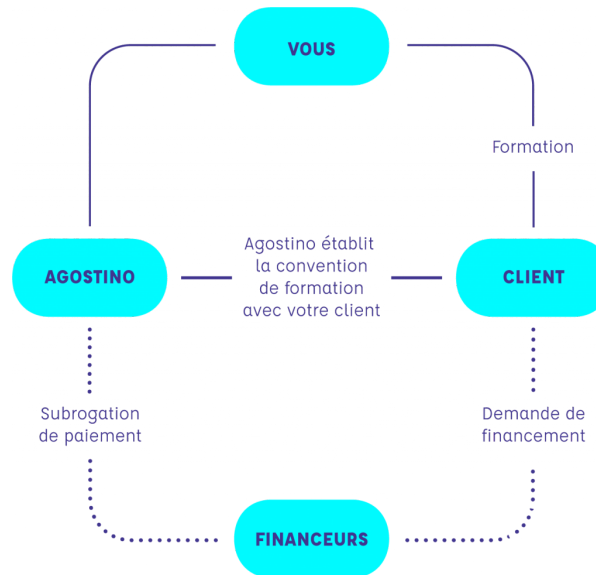 VOUS
Formation
AGOSTINO
Agostino établit
la convention
de formation
avec votre client
CLIENT
Subrogation
de paiement
Demande de
financement
FINANCEURS